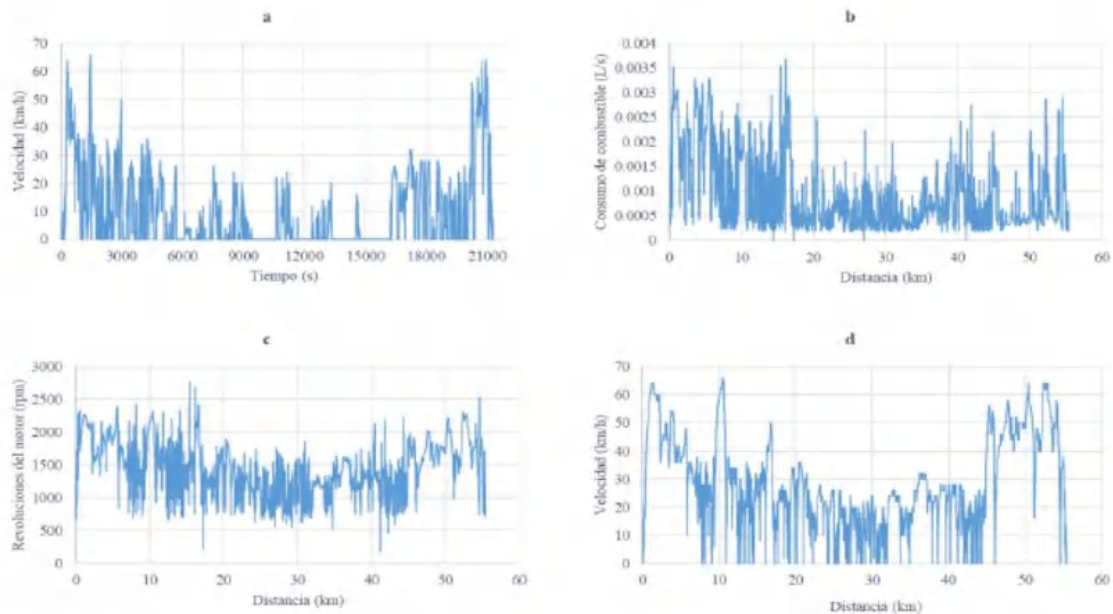 a
70
60
50
40
30
20
10
0
Velocidad (km/h)
0 3000 6000 9000 12000 15000 18000 21000
Tiempo (s)
b
0.004
0.0035
0.003
0.0025
0.002
0.0015
0.001
0.0005
0
Consumo de combustible (L/s)
0 10 20 30 40 50 60
Distancia (km)
c
3000
2500
2000
1500
1000
500
0
Revoluciones del motor (rpm)
0 10 20 30 40 50 60
Distancia (km)
d
70
60
50
40
30
20
10
0
Velocidad (km/h)
0 10 20 30 40 50 60
Distancia (km)